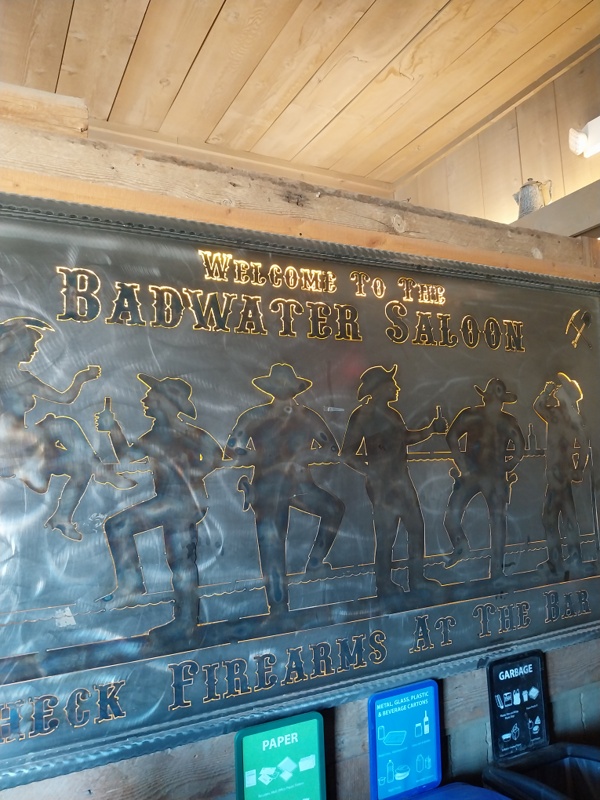 WELCOME TO THE
BADWATER SALOON
HECK FIREARMS AT THE BAR
PAPER
METAL, GLASS, PLASTIC
& BEVERAGE CARTONS
GARBAGE